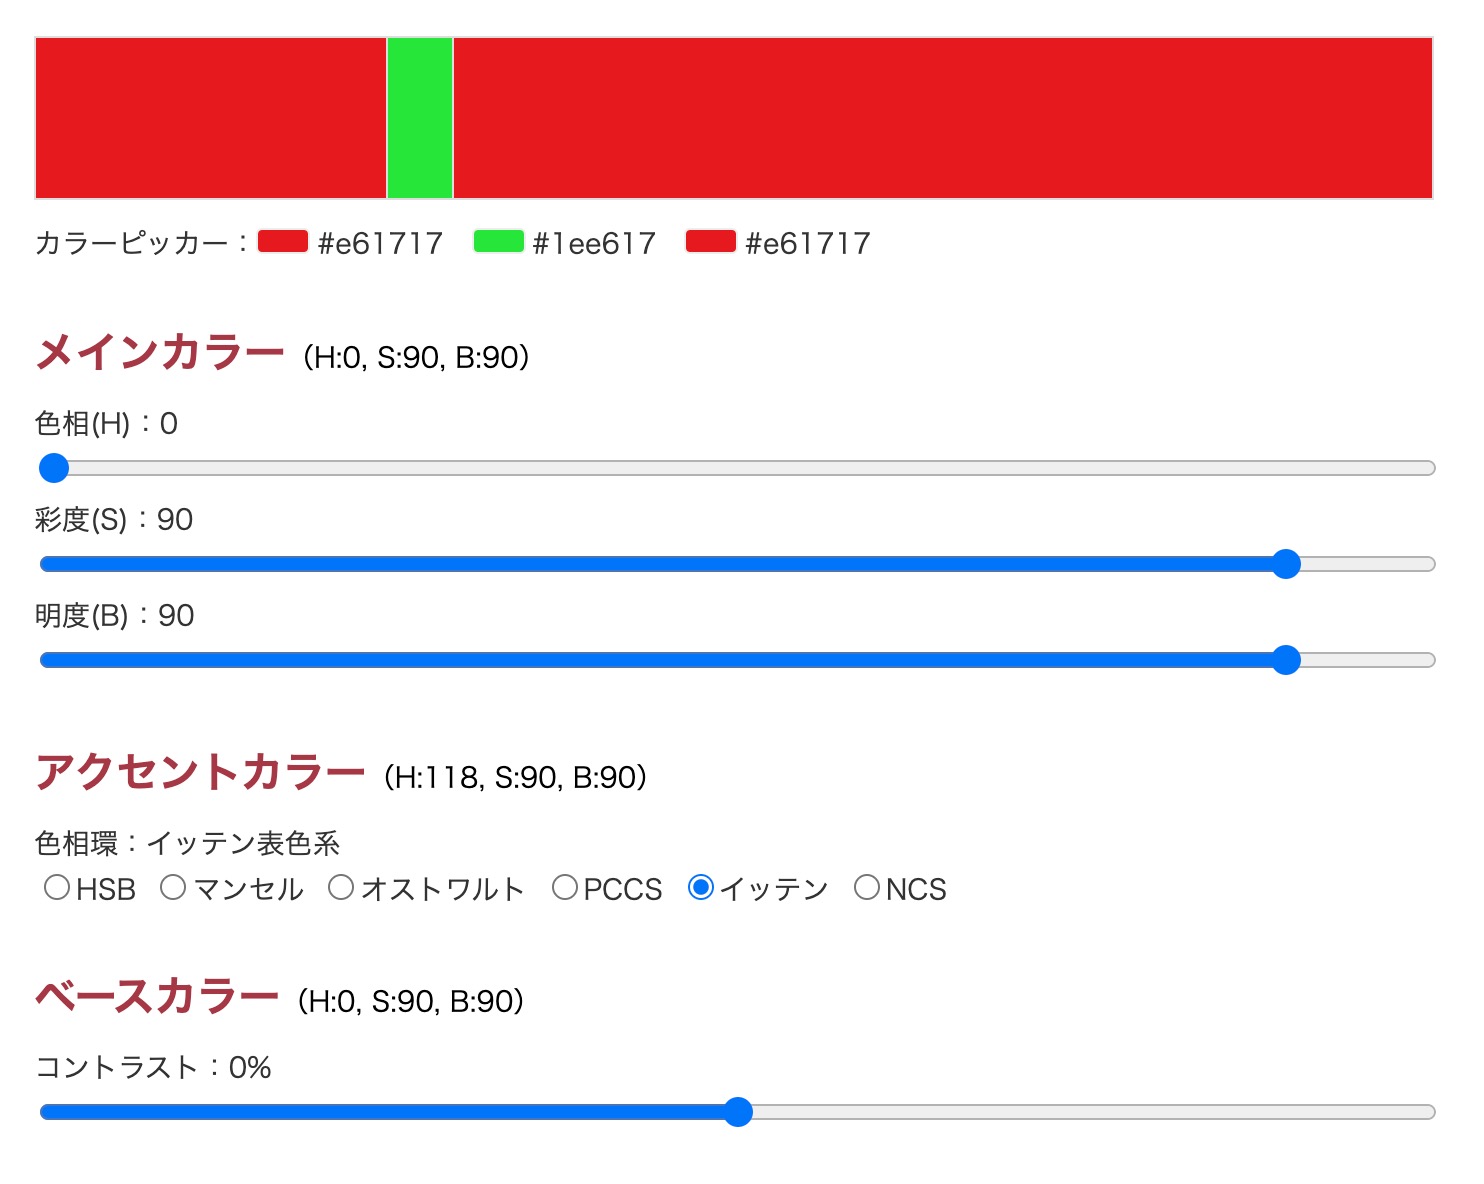 カラーピッカー：#e61717 #1ee617 #e61717
メインカラー（H:0, S:90, B:90）
色相(H)：0
彩度(S)：90
明度(B)：90
アクセントカラー（H:118, S:90, B:90）
色相環：イッテン表色系
HSB マンセル オストワルト PCCS イッテン NCS
ベースカラー（H:0, S:90, B:90）
コントラスト：0%